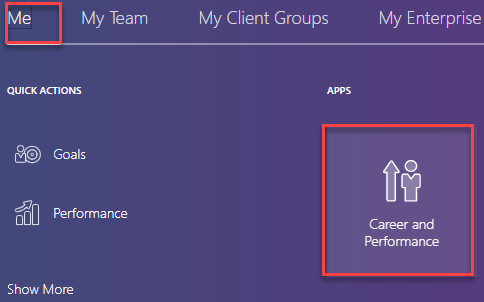 Me My Team My Client Groups My Enterprise
QUICK ACTIONS APPS
Goals
Performance
Career and
Performance
Show More